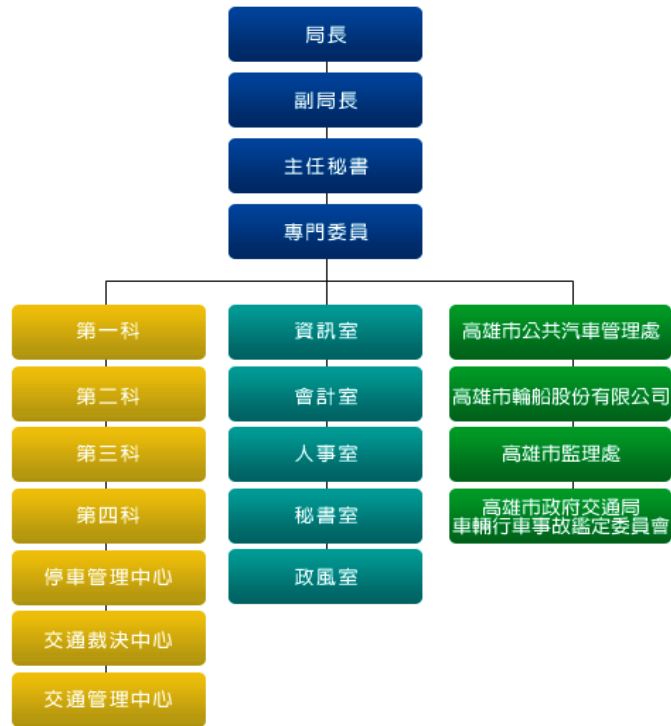 局長
副局長
主任秘書
專門委員
第一科
第二科
第三科
第四科
停車管理中心
交通裁決中心
交通管理中心
資訊室
會計室
人事室
秘書室
政風室
高雄市公共汽車管理處
高雄市輪船股份有限公司
高雄市監理處
高雄市政府交通局
車輛行車事故鑑定委員會